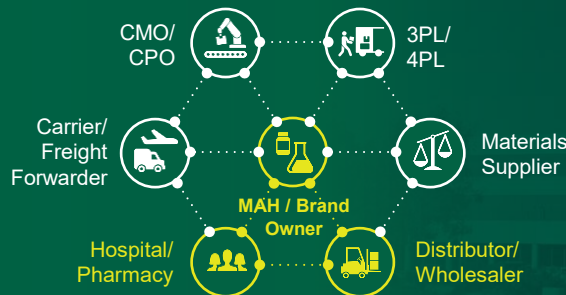 CMO/
CPO
3PL/
4PL
Carrier/
Freight
Forwarder
Materials
Supplier
MAH / Brand
Owner
Hospital/
Pharmacy
Distributor/
Wholesaler